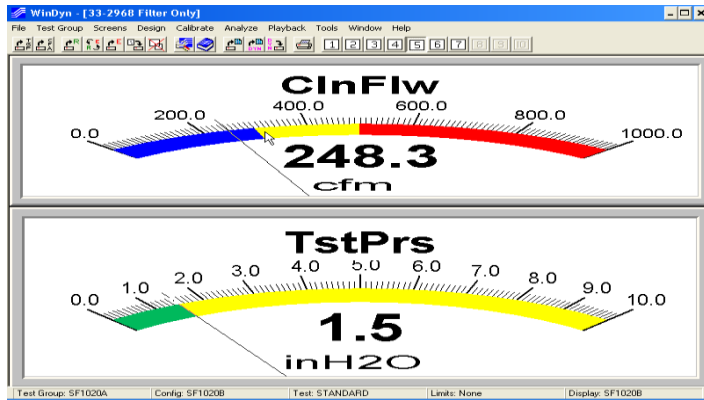 WinDyn - [33-2968 Filter Only]
File Test Group Screens Design Calibrate Analyze Playback Tools Window Help
1 2 3 4 5 6 7 8 9 10
ClnFlw
0.0 200.0 400.0 600.0 800.0 1000.0
248.3
cfm
TstPrs
0.0 1.0 2.0 3.0 4.0 5.0 6.0 7.0 8.0 9.0 10.0
1.5
inH2O
Test Group: SF1020A Config: SF1020B Test: STANDARD Limits: None Display: SF1020B